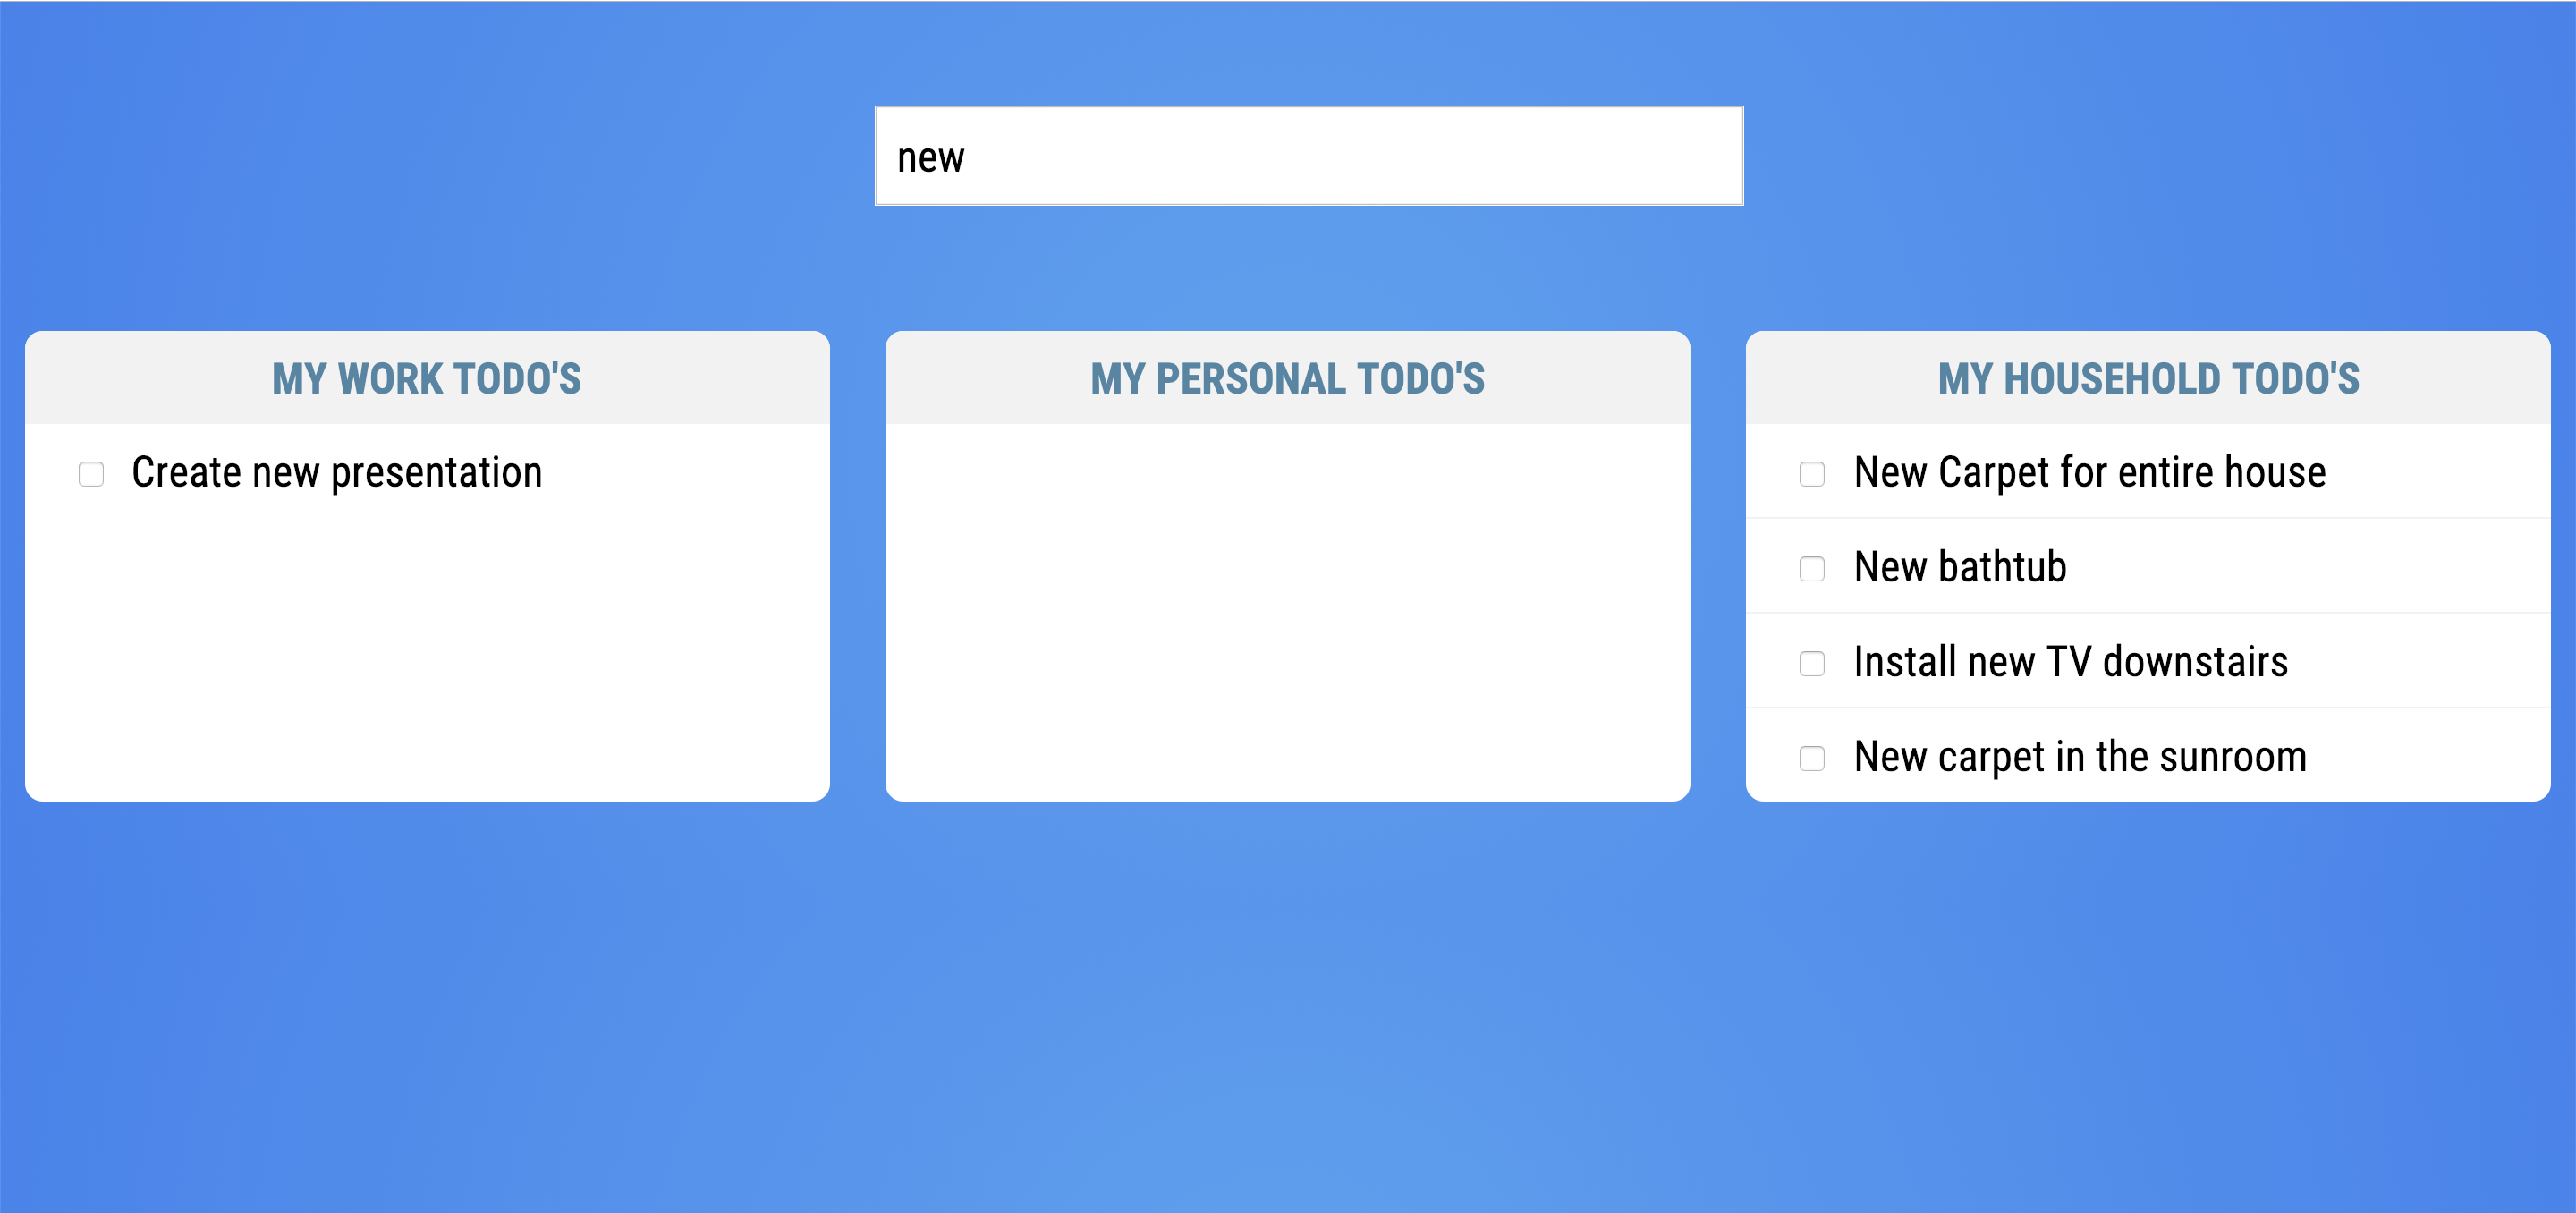 new
MY WORK TODO'S
Create new presentation
MY PERSONAL TODO'S
MY HOUSEHOLD TODO'S
New Carpet for entire house
New bathtub
Install new TV downstairs
New carpet in the sunroom